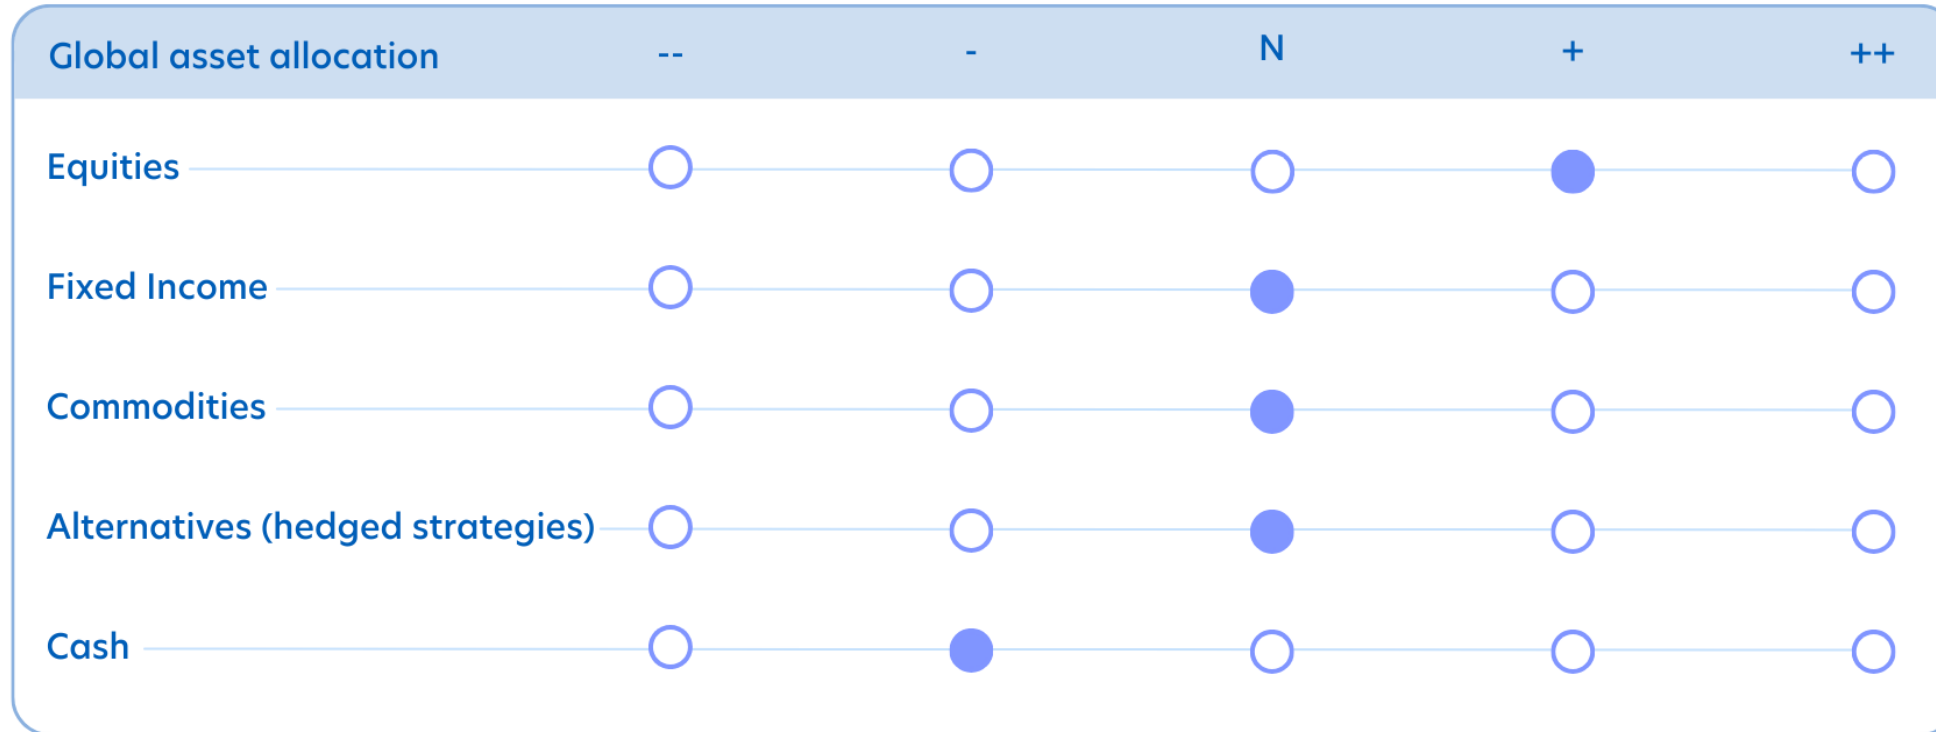 Global asset allocation -- - N + ++
Equities
Fixed Income
Commodities
Alternatives (hedged strategies)
Cash